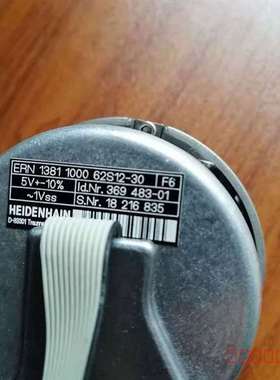 ERN 1381 1000 62S12-30 F6
5V+-10% Id.Nr. 369 483-01
~1Vss S.Nr. 18 216 835
HEIDENHAIN
D-83301